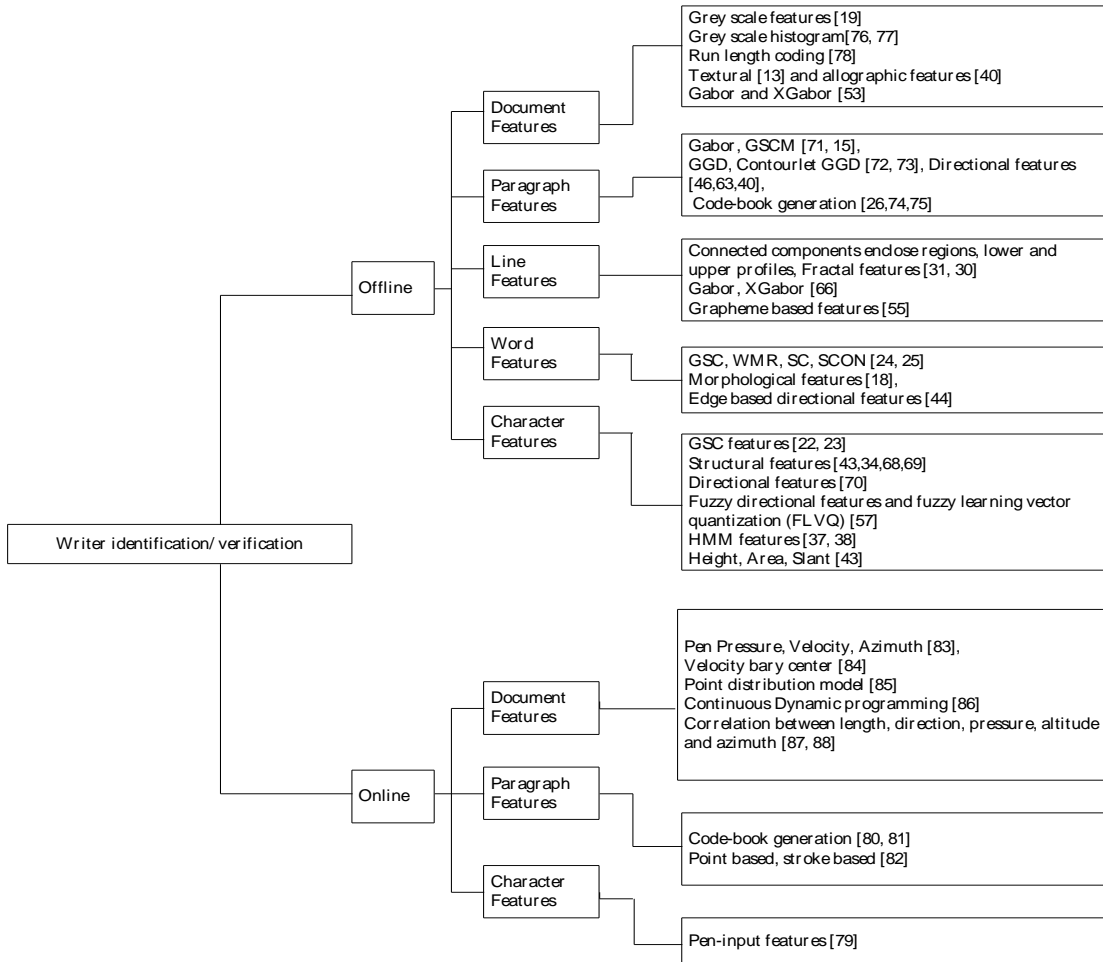 Writer identification/ verification
Offline
Document
Features
Grey scale features [19]
Grey scale histogram[76, 77]
Run length coding [78]
Textural [13] and allographic features [40]
Gabor and XGabor [53]
Paragraph
Features
Gabor, GSCM [71, 15],
GGD, Contourlet GGD [72, 73], Directional features
[46,63,40],
Code-book generation [26,74,75]
Line
Features
Connected components enclose regions, lower and
upper profiles, Fractal features [31, 30]
Gabor, XGabor [66]
Grapheme based features [55]
Word
Features
GSC, WMR, SC, SCON [24, 25]
Morphological features [18],
Edge based directional features [44]
Character
Features
GSC features [22, 23]
Structural features [43,34,68,69]
Directional features [70]
Fuzzy directional features and fuzzy learning vector
quantization (FLVQ) [57]
HMM features [37, 38]
Height, Area, Slant [43]
Online
Document
Features
Pen Pressure, Velocity, Azimuth [83],
Velocity bary center [84]
Point distribution model [85]
Continuous Dynamic programming [86]
Correlation between length, direction, pressure, altitude
and azimuth [87, 88]
Paragraph
Features
Code-book generation [80, 81]
Point based, stroke based [82]
Character
Features
Pen-input features [79]